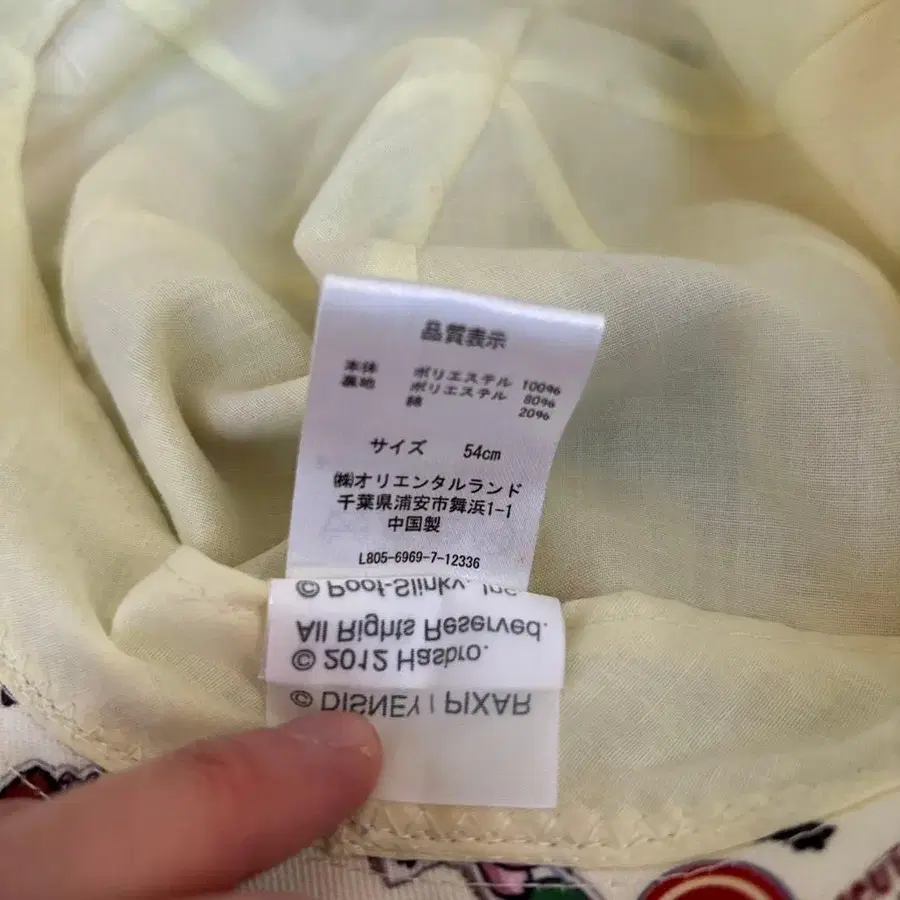 品質表示
本体 ポリエステル 100%
裏地 ポリエステル 80%
綿 20%
サイズ 54cm
㈱オリエンタルランド
千葉県浦安市舞浜1-1
中国製
L805-6969-7-12336
© DISNEY / PIXAR
© 2012 Hasbro.
All Rights Reserved.
© Poof-Slinky, Inc.